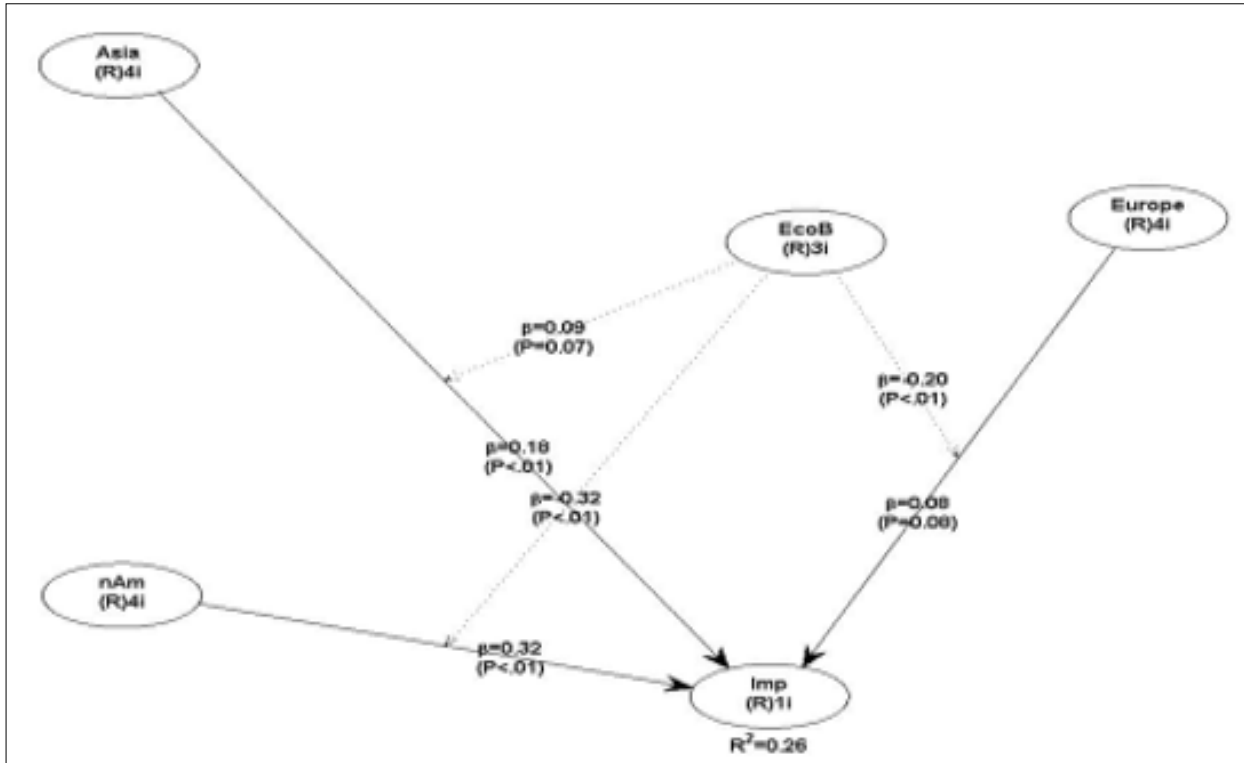 Asia
(R)4i
Europe
(R)4i
EcoB
(R)3i
β=0.09
(P=0.07)
β=-0.20
(P<.01)
β=0.18
(P<.01)
β=-0.32
(P<.01)
β=0.08
(P=0.08)
nAm
(R)4i
β=0.32
(P<.01)
Imp
(R)1i
R²=0.26